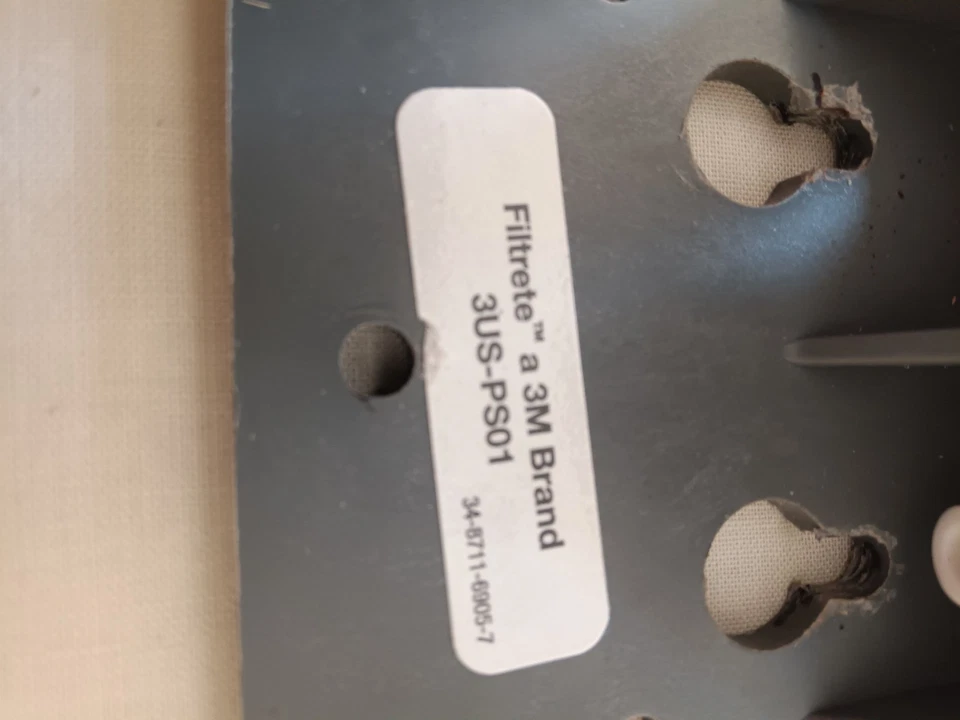 Filtrete™ a 3M Brand
3US-PS01
34-8711-6905-7